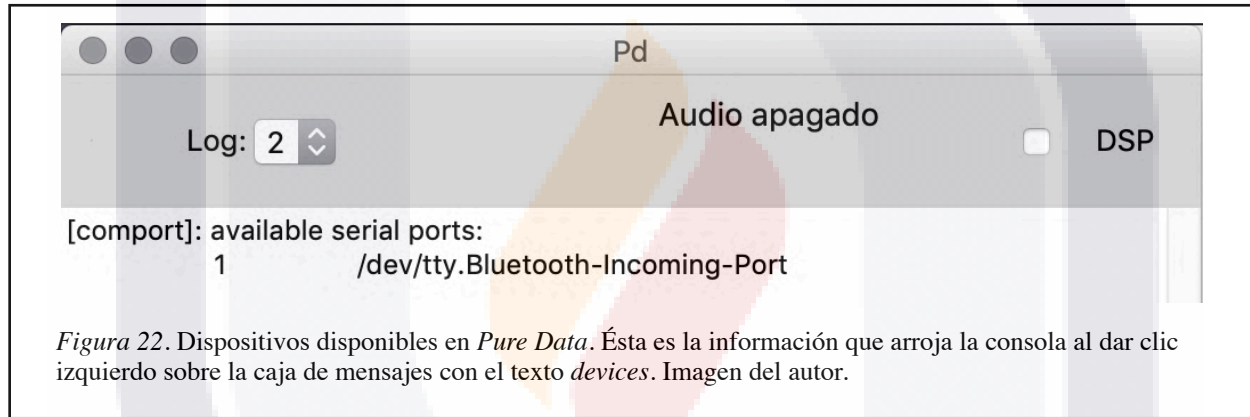 Pd
Audio apagado
Log: 2
DSP
[comport]: available serial ports:
1 /dev/tty.Bluetooth-Incoming-Port
Figura 22. Dispositivos disponibles en Pure Data. Ésta es la información que arroja la consola al dar clic
izquierdo sobre la caja de mensajes con el texto devices. Imagen del autor.